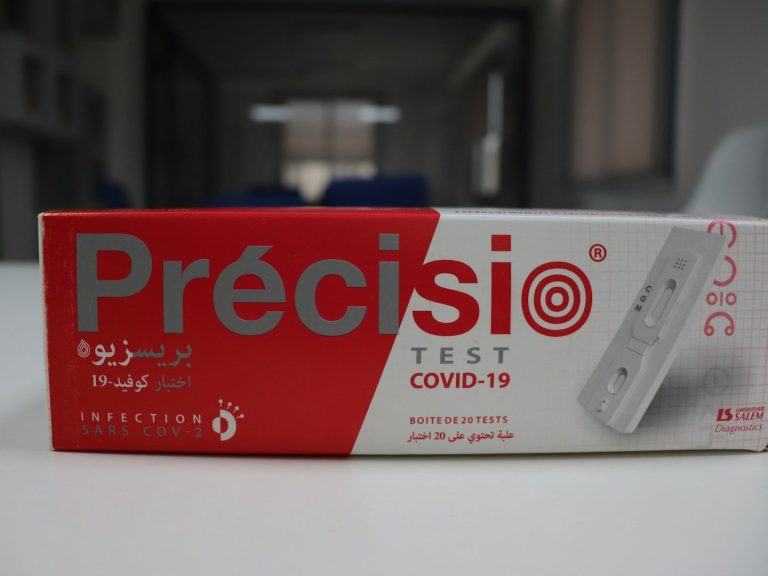 Précisio®
بريسزيو
اختبار كوفيد-19
TEST
COVID-19
INFECTION
SARS COV-2
BOITE DE 20 TESTS
علبة تحتوي على 20 اختبار
C
LS LABORATOIRE SALEM
Diagnostics